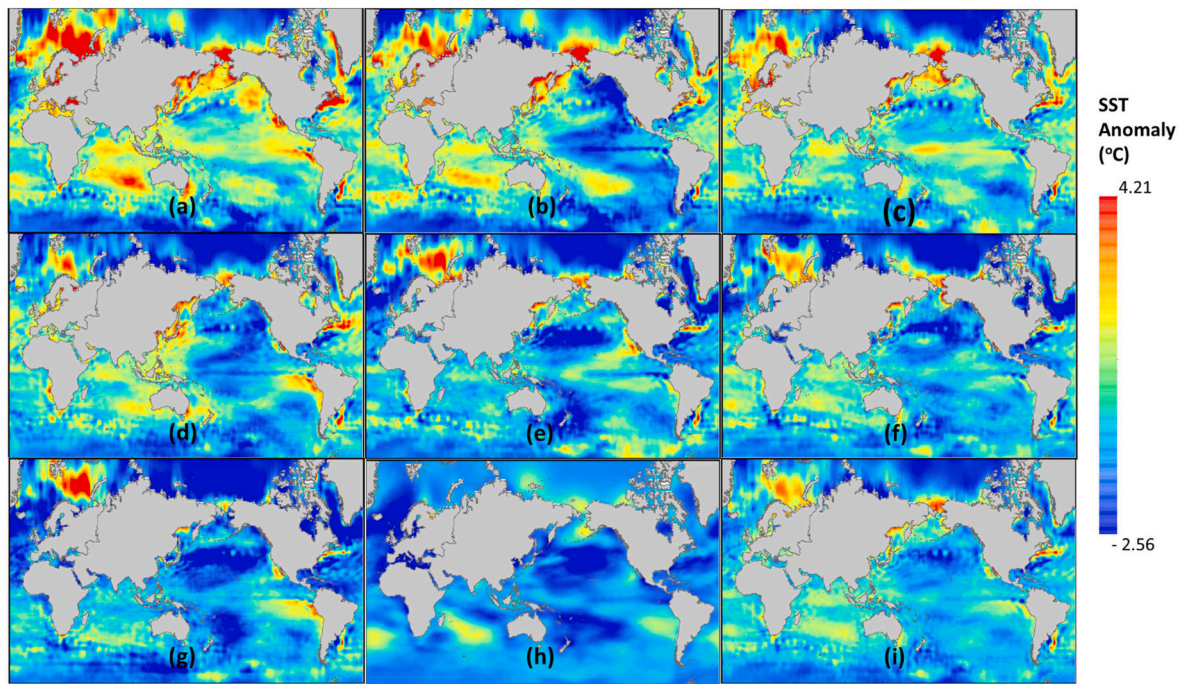 (a)
(b)
(c)
SST
Anomaly
(°C)
4.21
(d)
(e)
(f)
- 2.56
(g)
(h)
(i)